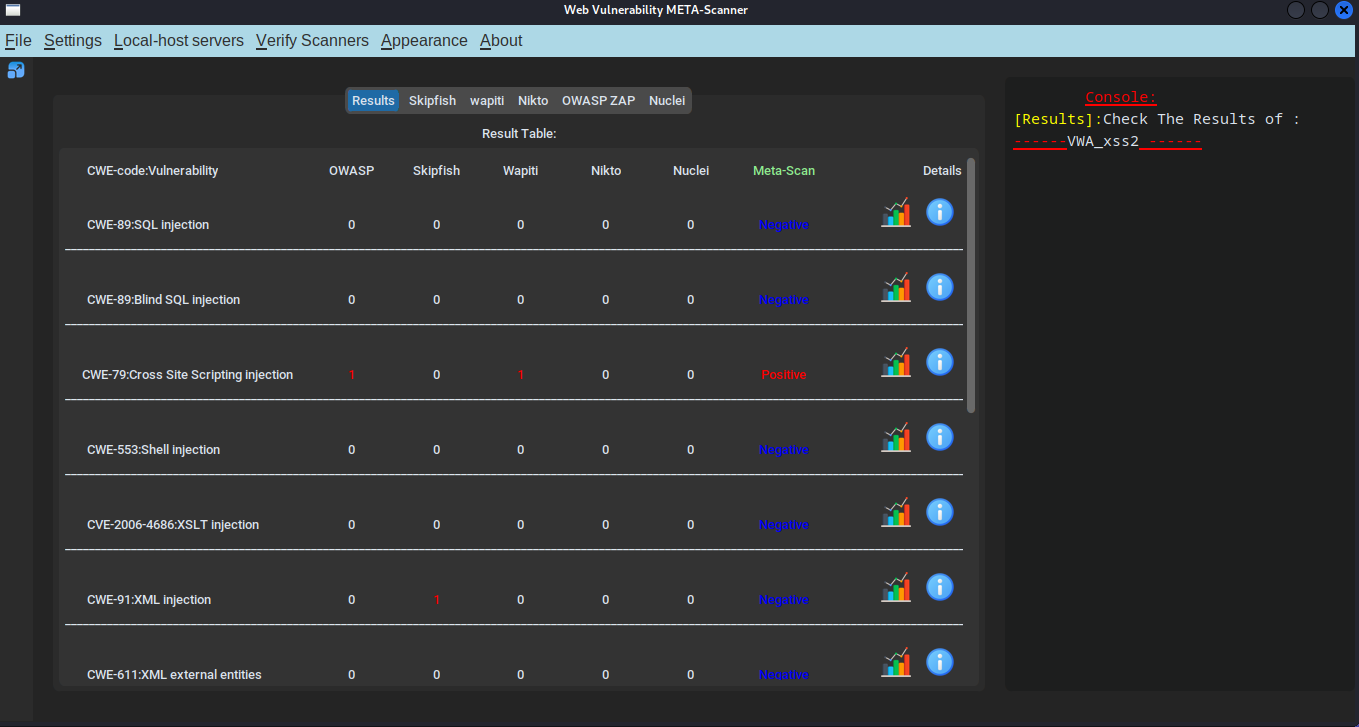 Web Vulnerability META-Scanner
File Settings Local-host servers Verify Scanners Appearance About
Results Skipfish wapiti Nikto OWASP ZAP Nuclei
Result Table:
CWE-code:Vulnerability OWASP Skipfish Wapiti Nikto Nuclei Meta-Scan Details
CWE-89:SQL injection 0 0 0 0 0 Negative
CWE-89:Blind SQL injection 0 0 0 0 0 Negative
CWE-79:Cross Site Scripting injection 1 0 1 0 0 Positive
CWE-553:Shell injection 0 0 0 0 0 Negative
CVE-2006-4686:XSLT injection 0 0 0 0 0 Negative
CWE-91:XML injection 0 1 0 0 0 Negative
CWE-611:XML external entities 0 0 0 0 0 Negative
Console:
[Results]:Check The Results of :
------VWA_xss2 ------